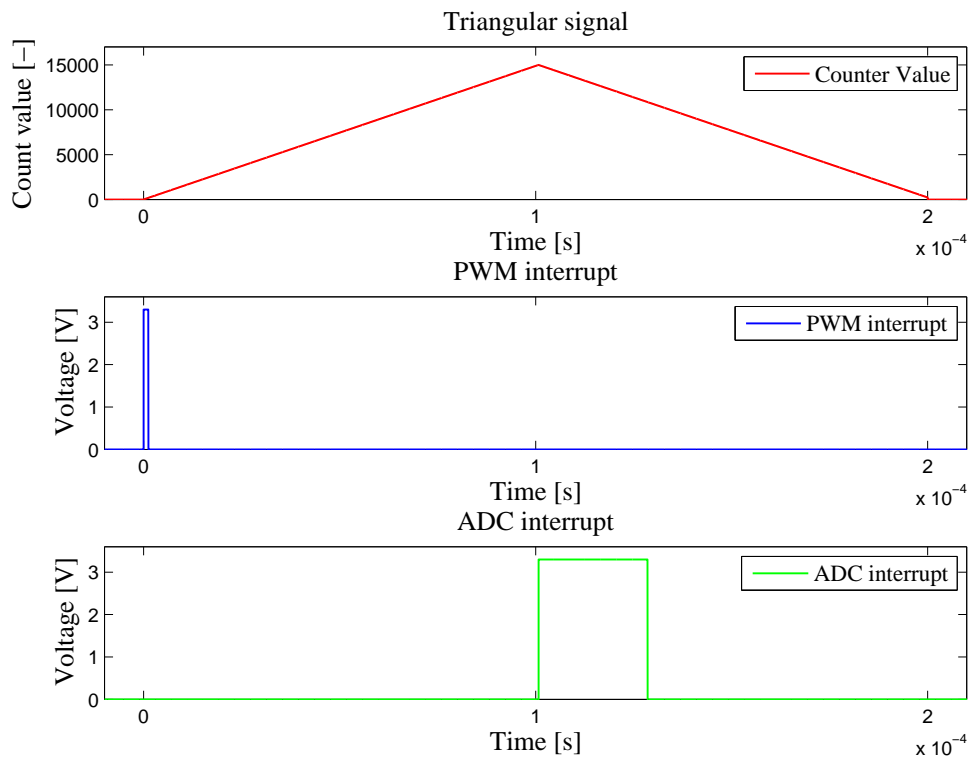 Triangular signal
Count value [−]
15000
10000
5000
0
Counter Value
0 1 2
x 10−4
Time [s]
PWM interrupt
Voltage [V]
3
2
1
0
PWM interrupt
0 1 2
x 10−4
Time [s]
ADC interrupt
Voltage [V]
3
2
1
0
ADC interrupt
0 1 2
x 10−4
Time [s]